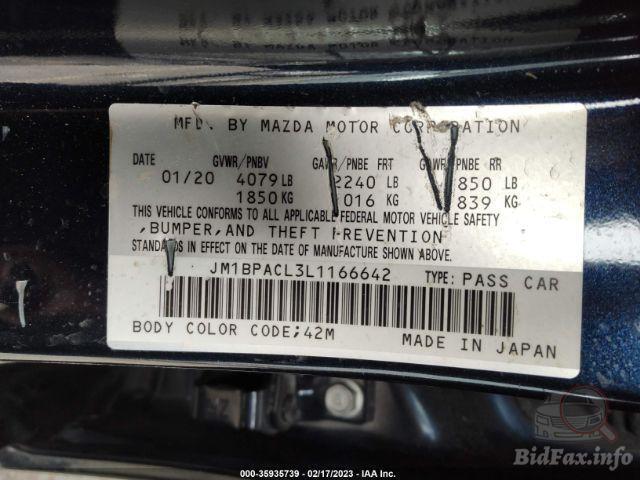 MFD. BY MAZDA MOTOR CORPORATION
DATE GVWR/PNBV GAWR/PNBE FRT GAWR/PNBE RR
01/20 4079 LB 2240 LB 850 LB
1850 KG 016 KG 839 KG
THIS VEHICLE CONFORMS TO ALL APPLICABLE FEDERAL MOTOR VEHICLE SAFETY
,BUMPER,AND THEFT PREVENTION
STANDARDS IN EFFECT ON THE DATE OF MANUFACTURE SHOWN ABOVE.
JM1BPACL3L1166642 TYPE: PASS CAR
BODY COLOR CODE;42M
MADE IN JAPAN
BidFax.info
000-35935739 - 02/17/2023 - IAA Inc.